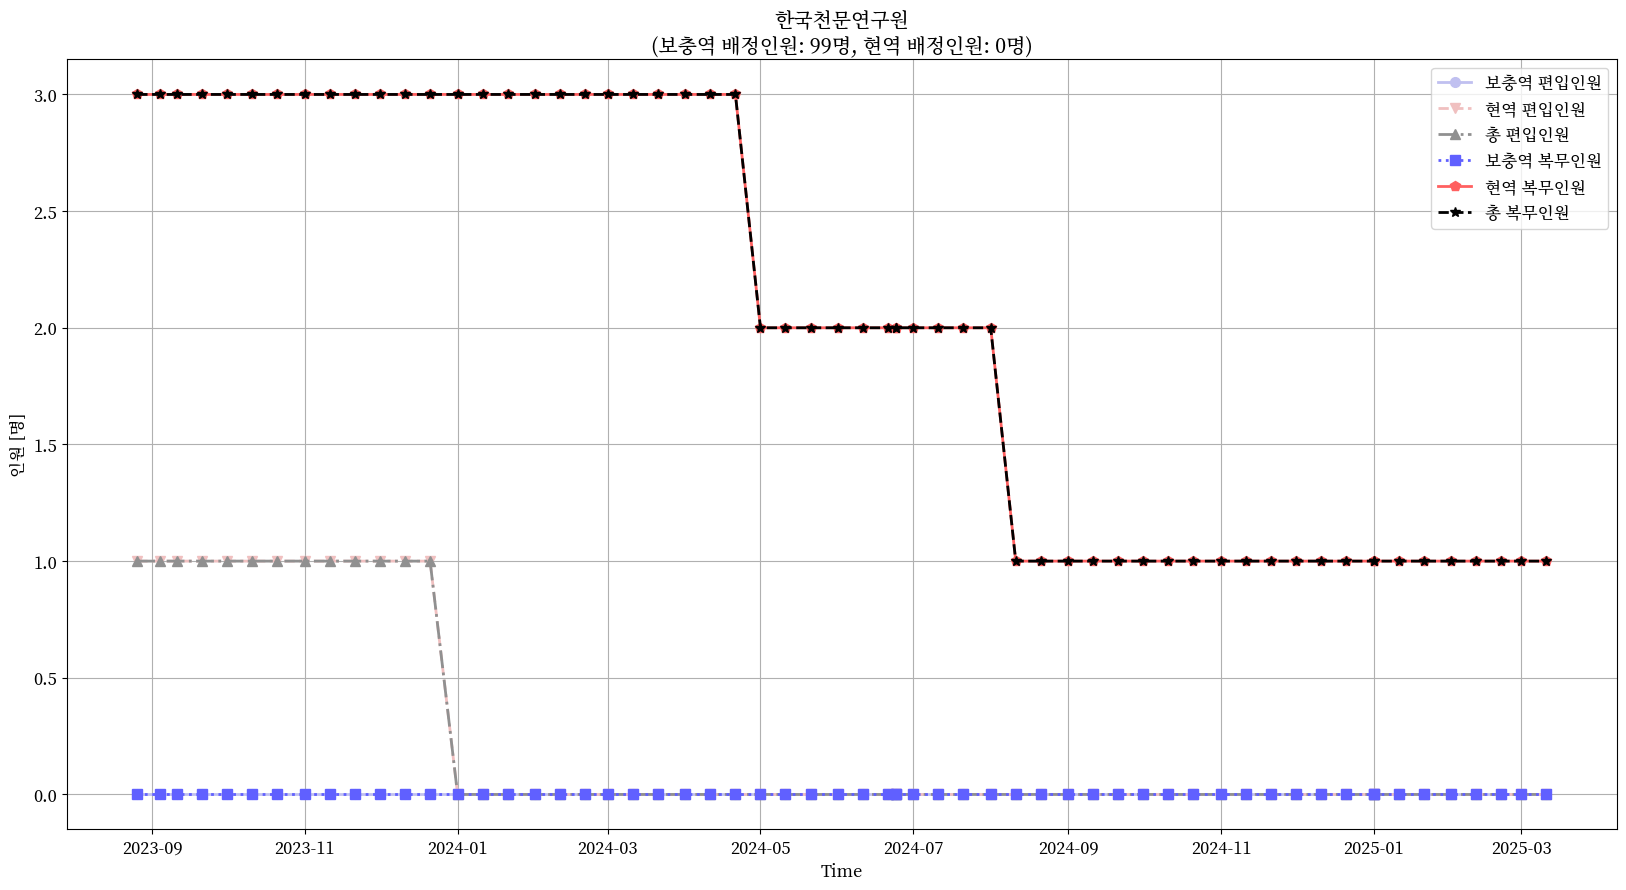 한국천문연구원
(보충역 배정인원: 99명, 현역 배정인원: 0명)
보충역 편입인원
현역 편입인원
총 편입인원
보충역 복무인원
현역 복무인원
총 복무인원
인원 [명]
3.0
2.5
2.0
1.5
1.0
0.5
0.0
2023-09
2023-11
2024-01
2024-03
2024-05
2024-07
2024-09
2024-11
2025-01
2025-03
Time